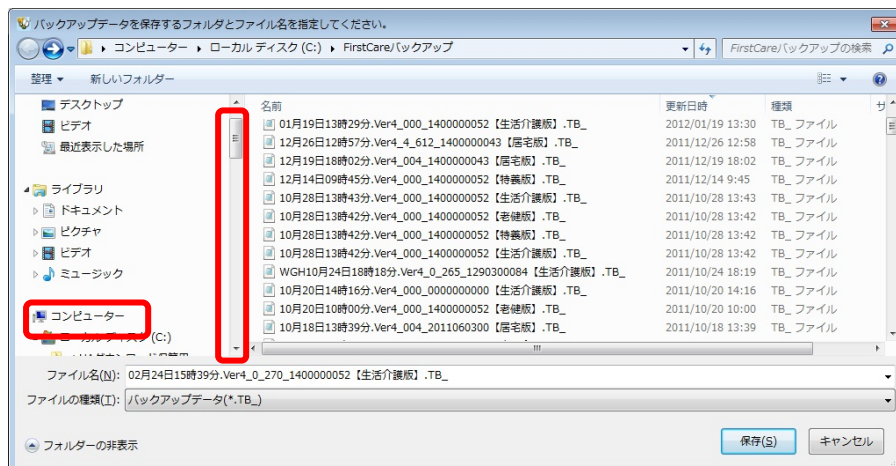 バックアップデータを保存するフォルダとファイル名を指定してください。
コンピューター ▸ ローカル ディスク (C:) ▸ FirstCareバックアップ
FirstCareバックアップの検索
整理 新しいフォルダー
デスクトップ
ビデオ
最近表示した場所
ライブラリ
ドキュメント
ピクチャ
ビデオ
ミュージック
コンピューター
ローカル ディスク (C:)
名前 更新日時 種類 サ
01月19日13時29分.Ver4_000_1400000052【生活介護版】.TB_ 2012/01/19 13:30 TB_ ファイル
12月26日12時57分.Ver4_4_612_1400000043【居宅版】.TB_ 2011/12/26 12:58 TB_ ファイル
12月19日18時02分.Ver4_004_1400000043【居宅版】.TB_ 2011/12/19 18:02 TB_ ファイル
12月14日09時45分.Ver4_000_1400000052【特養版】.TB_ 2011/12/14 9:45 TB_ ファイル
10月28日13時43分.Ver4_000_1400000052【生活介護版】.TB_ 2011/10/28 13:43 TB_ ファイル
10月28日13時42分.Ver4_000_1400000052【老健版】.TB_ 2011/10/28 13:42 TB_ ファイル
10月28日13時42分.Ver4_000_1400000052【特養版】.TB_ 2011/10/28 13:42 TB_ ファイル
10月28日13時42分.Ver4_000_1400000052【生活介護版】.TB_ 2011/10/28 13:42 TB_ ファイル
WGH10月24日18時18分.Ver4_0_265_1290300084【生活介護版】.TB_ 2011/10/24 18:19 TB_ ファイル
10月20日14時16分.Ver4_000_0000000000【生活介護版】.TB_ 2011/10/20 14:16 TB_ ファイル
10月20日10時00分.Ver4_000_1400000052【老健版】.TB_ 2011/10/20 10:00 TB_ ファイル
10月18日13時39分.Ver4_004_2011060300【居宅版】.TB_ 2011/10/18 13:39 TB_ ファイル
ファイル名(N): 02月24日15時39分.Ver4_0_270_1400000052【生活介護版】.TB_
ファイルの種類(T): バックアップデータ(*.TB_)
フォルダーの非表示 保存(S) キャンセル